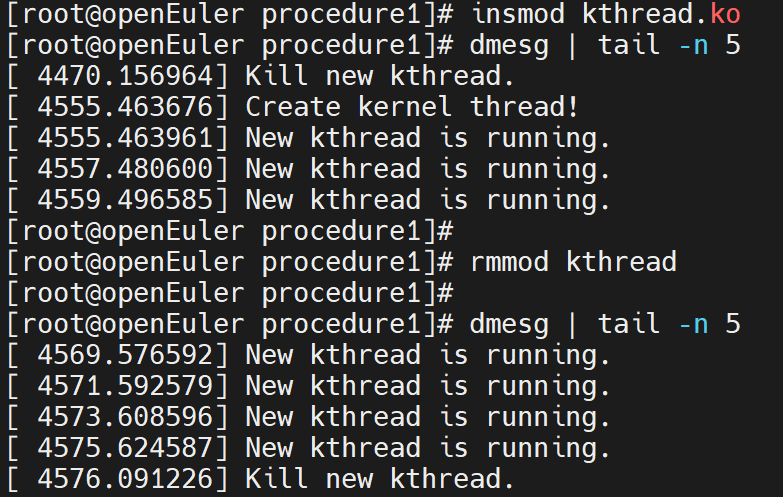 [root@openEuler procedure1]# insmod kthread.ko
[root@openEuler procedure1]# dmesg | tail -n 5
[ 4470.156964] Kill new kthread.
[ 4555.463676] Create kernel thread!
[ 4555.463961] New kthread is running.
[ 4557.480600] New kthread is running.
[ 4559.496585] New kthread is running.
[root@openEuler procedure1]#
[root@openEuler procedure1]# rmmod kthread
[root@openEuler procedure1]#
[root@openEuler procedure1]# dmesg | tail -n 5
[ 4569.576592] New kthread is running.
[ 4571.592579] New kthread is running.
[ 4573.608596] New kthread is running.
[ 4575.624587] New kthread is running.
[ 4576.091226] Kill new kthread.